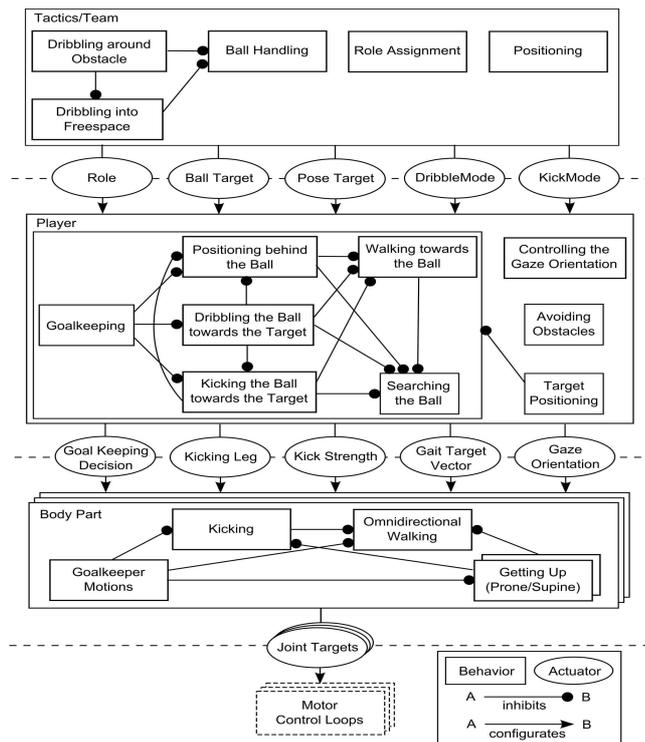 Tactics/Team
Dribbling around
Obstacle
Ball Handling
Role Assignment
Positioning
Dribbling into
Freespace
Role
Ball Target
Pose Target
DribbleMode
KickMode
Player
Positioning behind
the Ball
Walking towards
the Ball
Controlling the
Gaze Orientation
Goalkeeping
Dribbling the Ball
towards the Target
Avoiding
Obstacles
Kicking the Ball
towards the Target
Searching
the Ball
Target
Positioning
Goal Keeping
Decision
Kicking Leg
Kick Strength
Gait Target
Vector
Gaze
Orientation
Body Part
Kicking
Omnidirectional
Walking
Goalkeeper
Motions
Getting Up
(Prone/Supine)
Joint Targets
Motor
Control Loops
Behavior
Actuator
A inhibits B
A configurates B